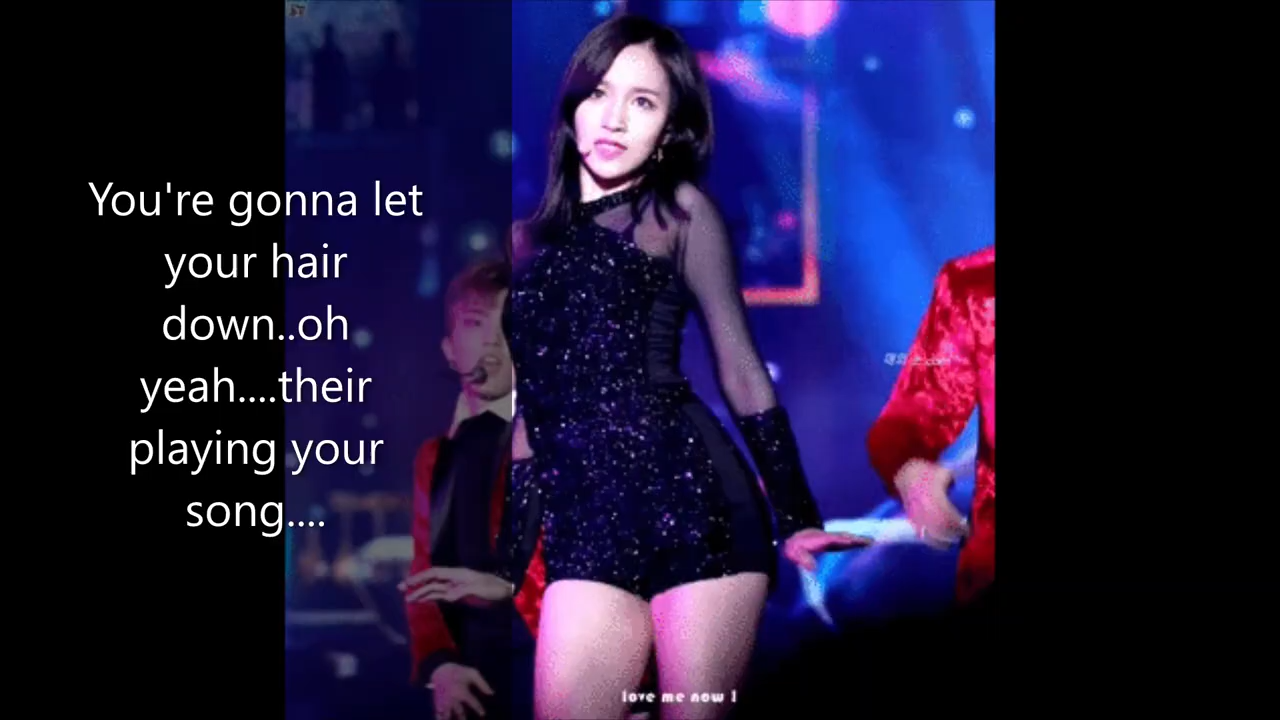 You're gonna let
your hair
down..oh
yeah....their
playing your
song....
love me now !